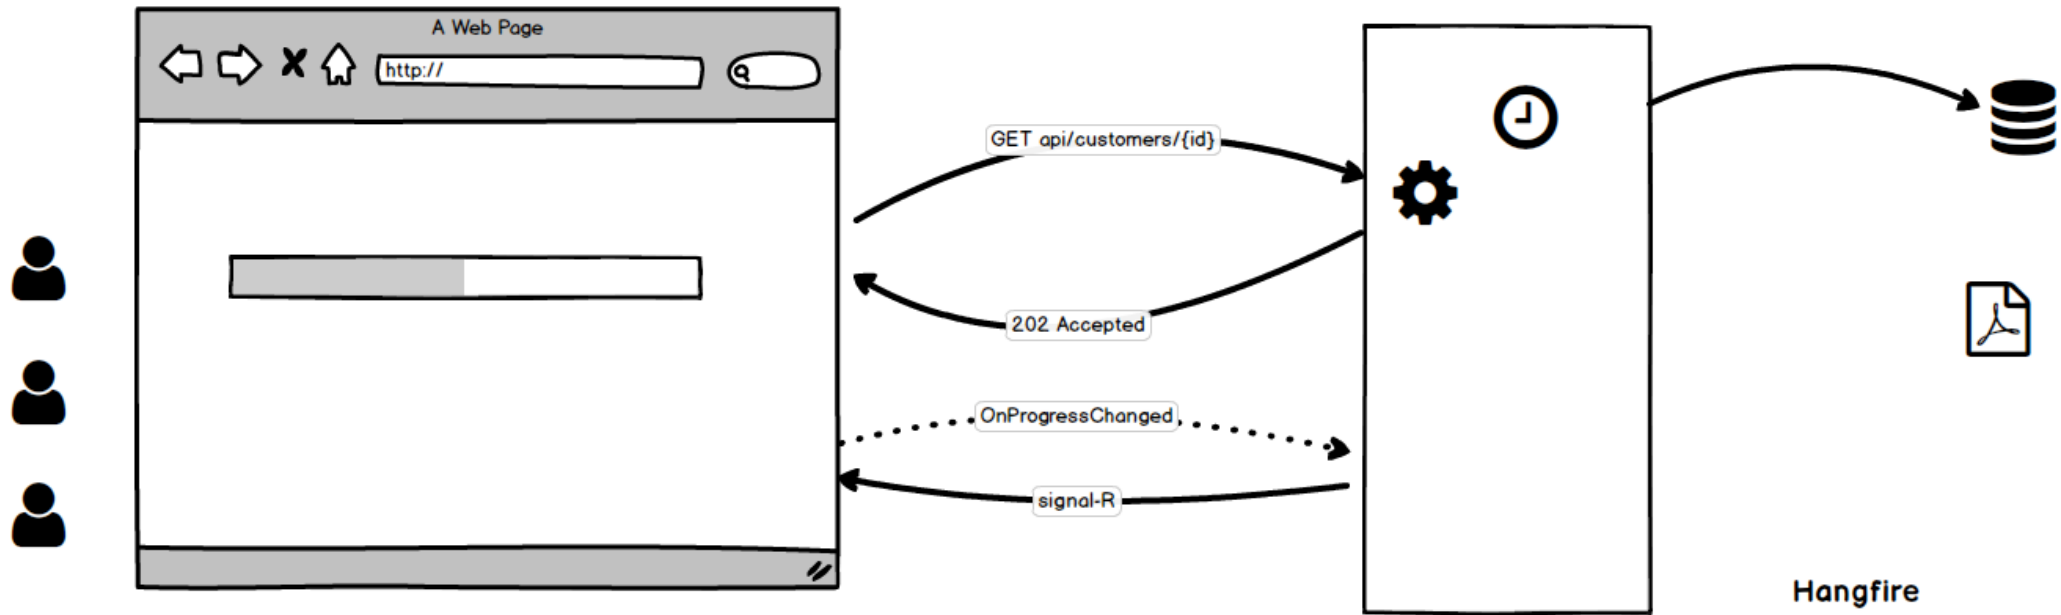 A Web Page
http://
GET api/customers/{id}
202 Accepted
OnProgressChanged
signal-R
Hangfire